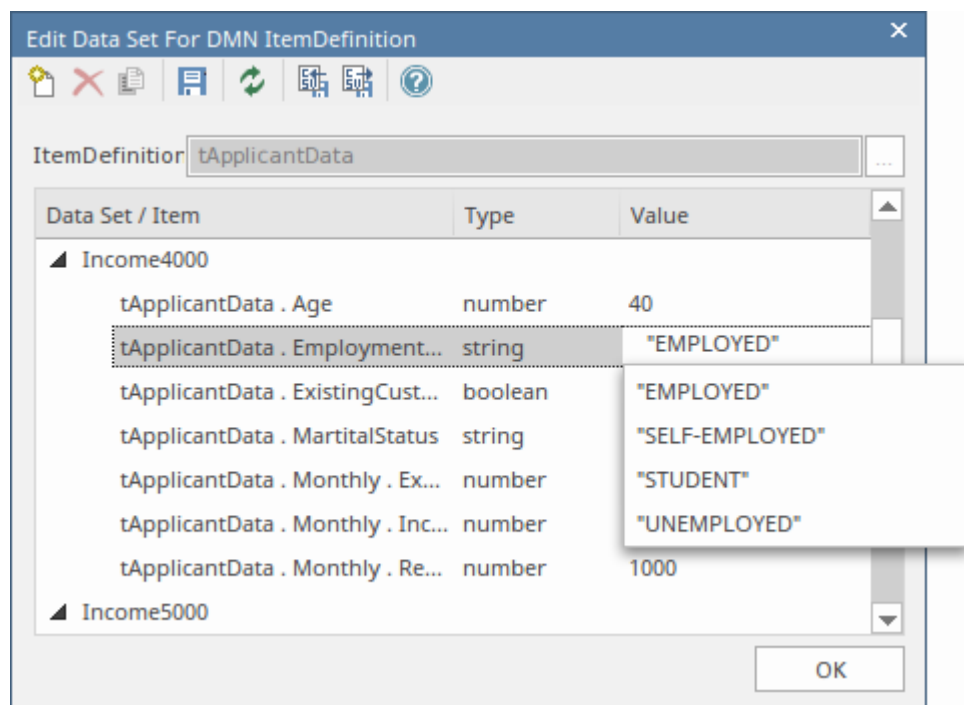 Edit Data Set For DMN ItemDefinition
ItemDefinition tApplicantData ...
Data Set / Item Type Value
Income4000
tApplicantData . Age number 40
tApplicantData . Employment... string "EMPLOYED"
tApplicantData . ExistingCust... boolean "EMPLOYED"
tApplicantData . MartitalStatus string "SELF-EMPLOYED"
tApplicantData . Monthly . Ex... number "STUDENT"
tApplicantData . Monthly . Inc... number "UNEMPLOYED"
tApplicantData . Monthly . Re... number 1000
Income5000
OK